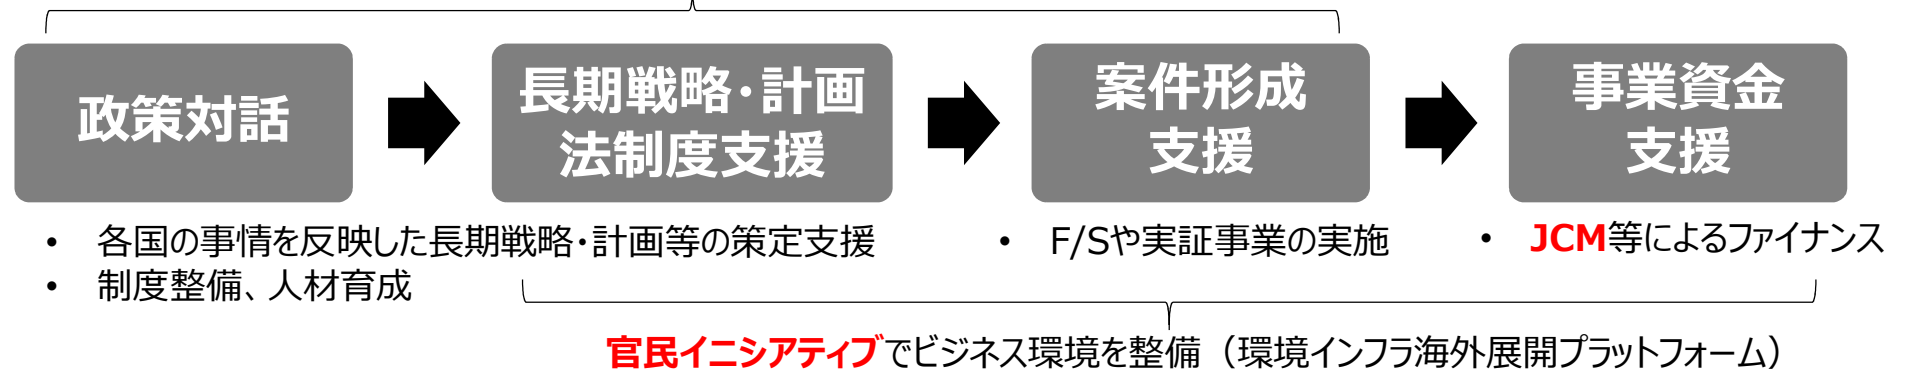 政策対話
長期戦略・計画
法制度支援
案件形成
支援
事業資金
支援
• 各国の事情を反映した長期戦略・計画等の策定支援
• 制度整備、人材育成
• F/Sや実証事業の実施
• JCM等によるファイナンス
官民イニシアティブでビジネス環境を整備（環境インフラ海外展開プラットフォーム）